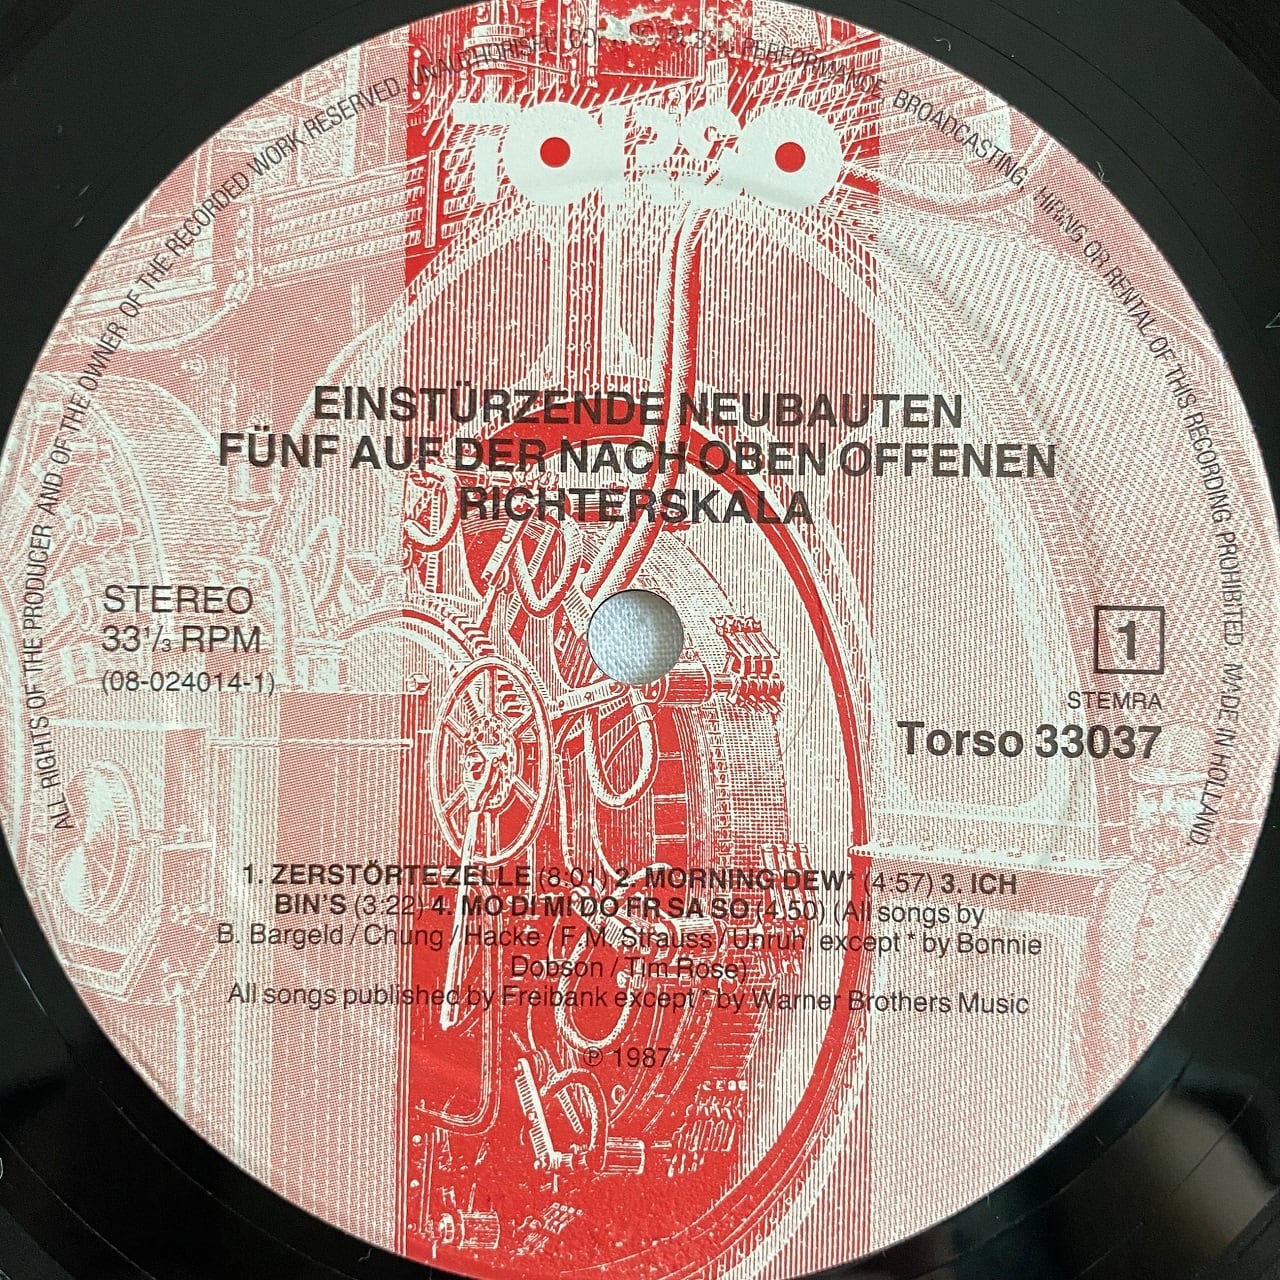 TORSO
ALL RIGHTS OF THE PRODUCER AND OF THE OWNER OF THE RECORDED WORK RESERVED. UNAUTHORISED PERFORMANCE, BROADCASTING, HIRING OR RENTAL OF THIS RECORDING PROHIBITED. MADE IN HOLLAND.
EINSTÜRZENDE NEUBAUTEN
FÜNF AUF DER NACH OBEN OFFENEN
RICHTERSKALA
STEREO
33 1/3 RPM
(08-024014-1)
1
STEMRA
Torso 33037
1. ZERSTÖRTE ZELLE (8:01) 2. MORNING DEW* (4:57) 3. ICH
BIN'S (3:22) 4. MO DI MI DO FR SA SO (4:50) (All songs by
B. Bargeld / Chung / Hacke / F.M. Strauss / Unruh, except * by Bonnie
Dobson / Tim Rose)
All songs published by Freibank except * by Warner Brothers Music
℗ 1987